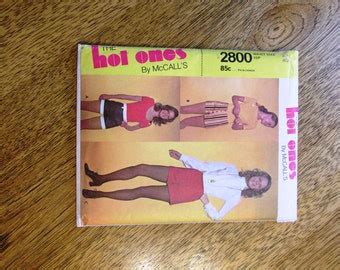 THE
hot ones
By McCALL'S
2800
85c
hot ones
By McCALL'S